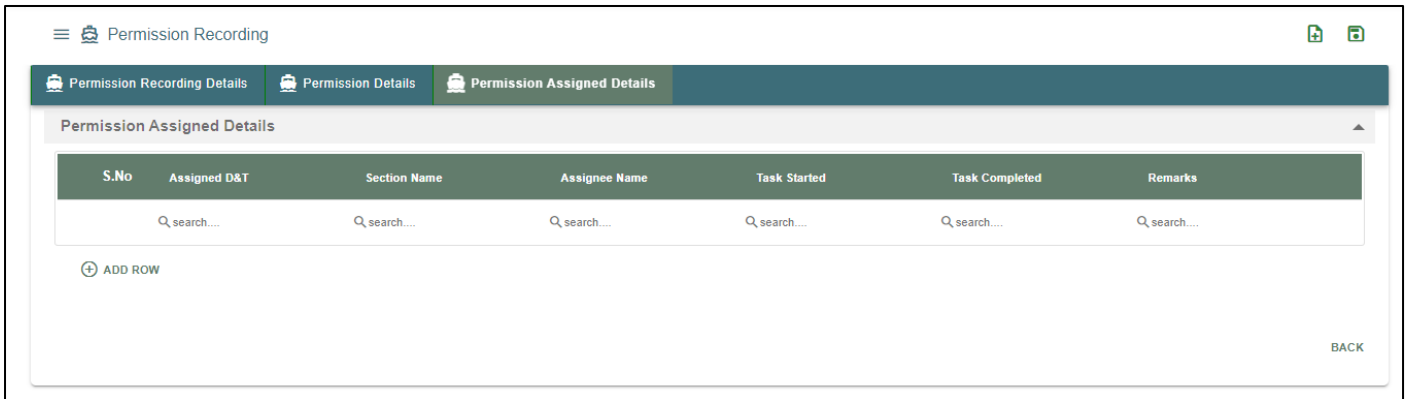 Permission Recording
Permission Recording Details Permission Details Permission Assigned Details
Permission Assigned Details
S.No Assigned D&T Section Name Assignee Name Task Started Task Completed Remarks
search.... search.... search.... search.... search.... search....
ADD ROW
BACK